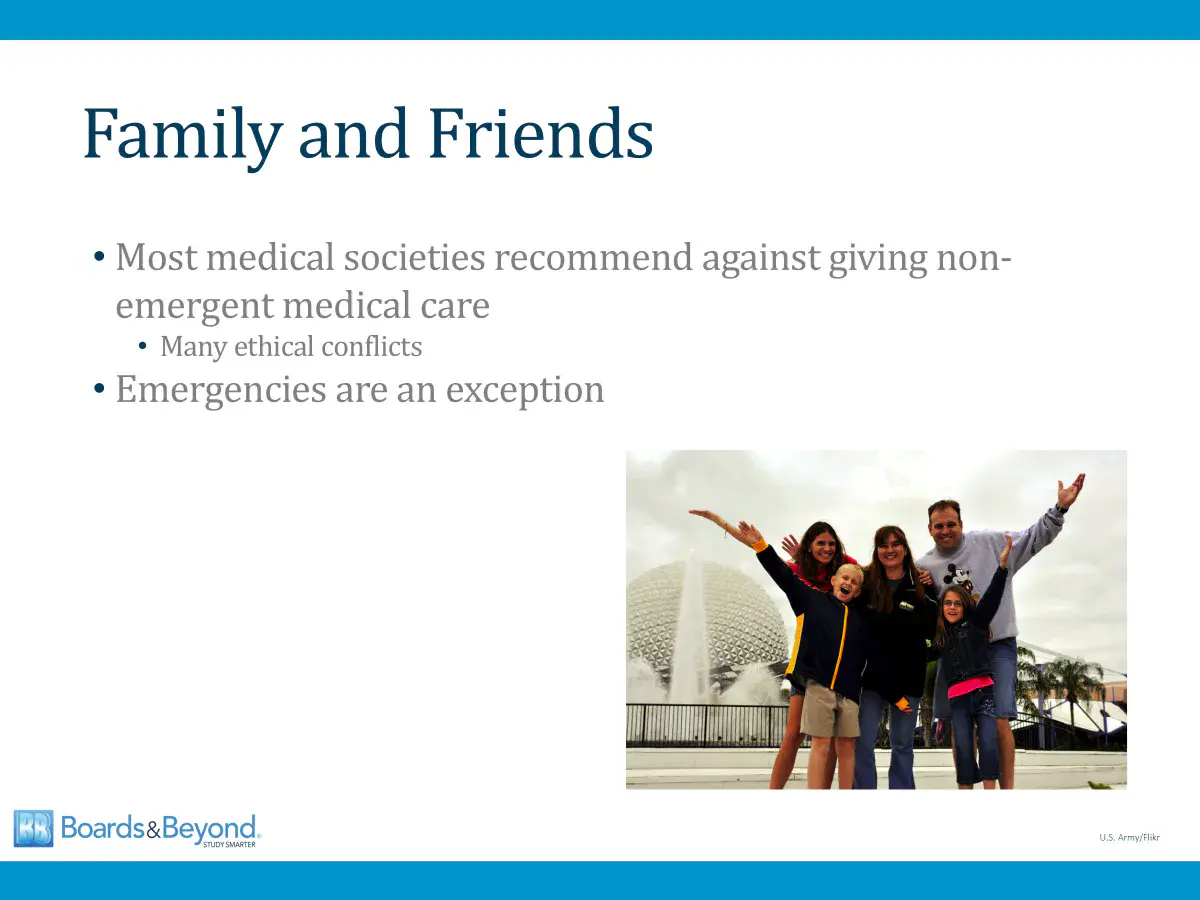 Family and Friends
• Most medical societies recommend against giving non-
emergent medical care
• Many ethical conflicts
• Emergencies are an exception
BB Boards&Beyond®
STUDY SMARTER
U.S. Army/Flikr